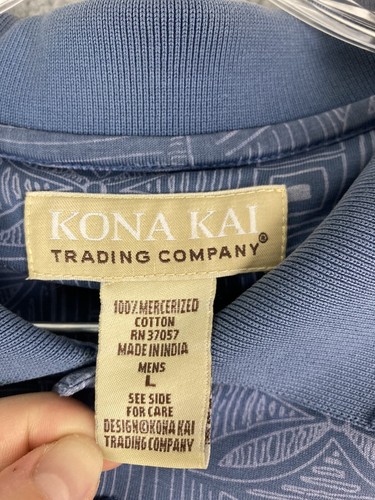 KONA KAI
TRADING COMPANY®
100% MERCERIZED
COTTON
RN 37057
MADE IN INDIA
MENS
L
SEE SIDE
FOR CARE
DESIGN©KONA KAI
TRADING COMPANY